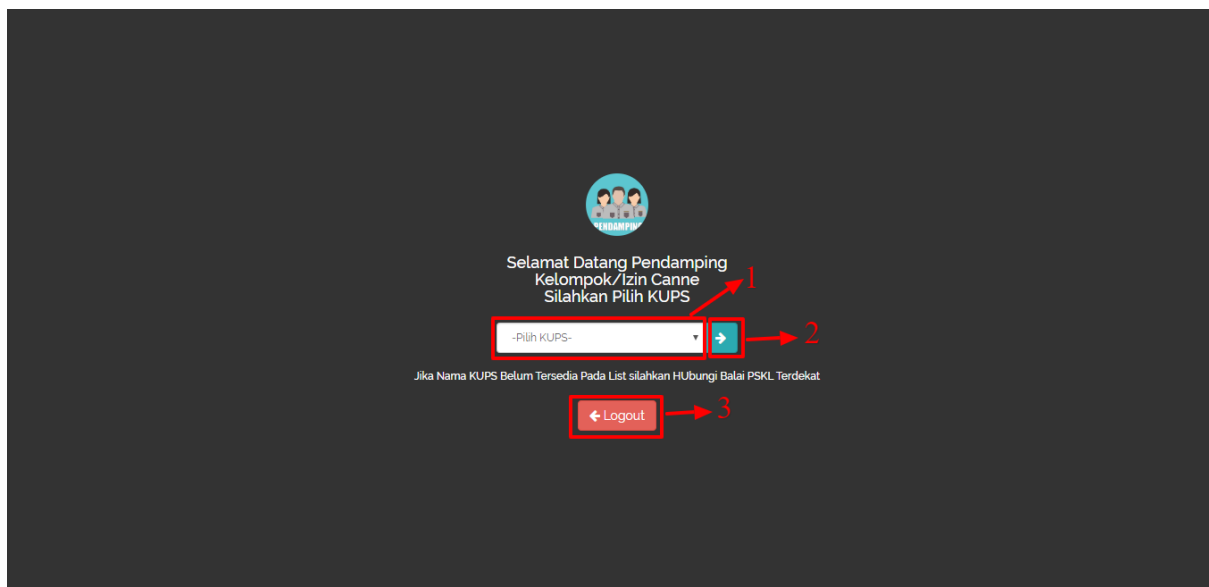 PENDAMPING
Selamat Datang Pendamping
Kelompok/Izin Canne
Silahkan Pilih KUPS
1
-Pilih KUPS-
2
Jika Nama KUPS Belum Tersedia Pada List silahkan HUbungi Balai PSKL Terdekat
Logout
3